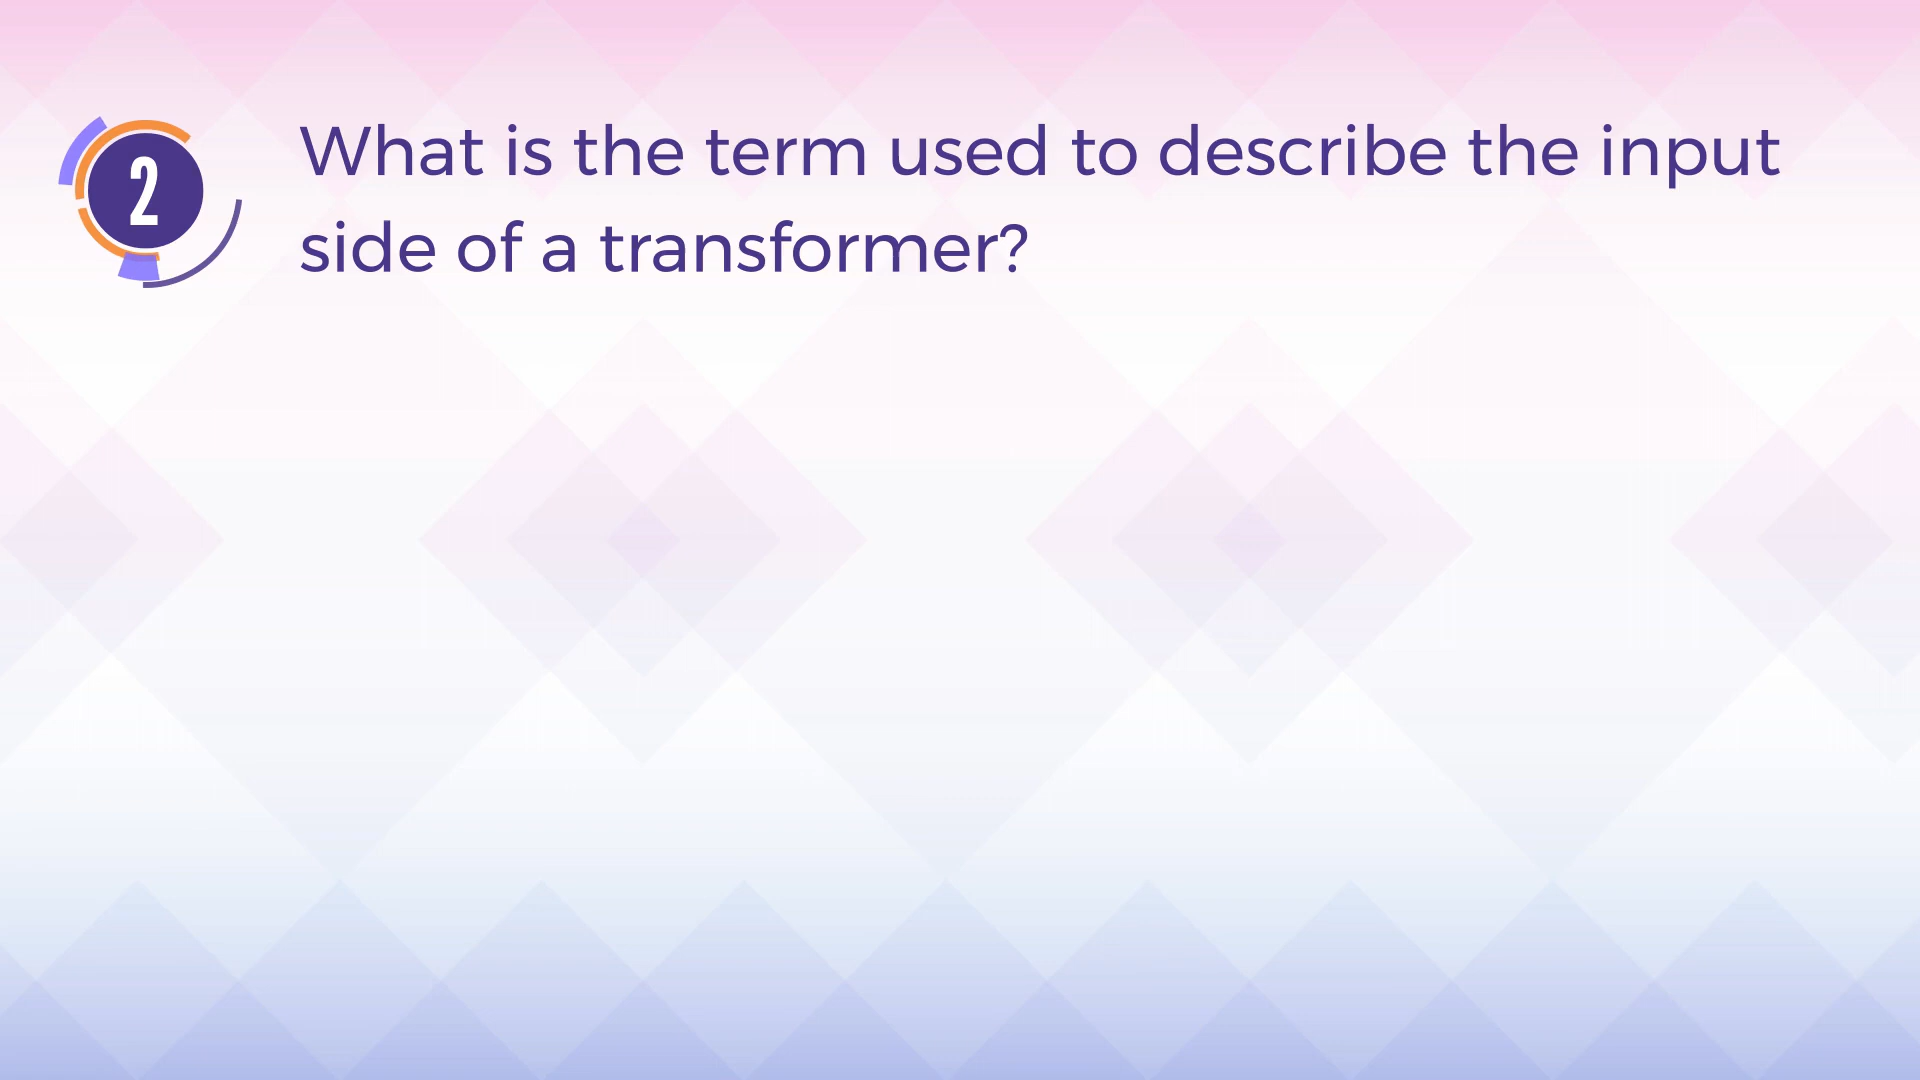 2
What is the term used to describe the input
side of a transformer?